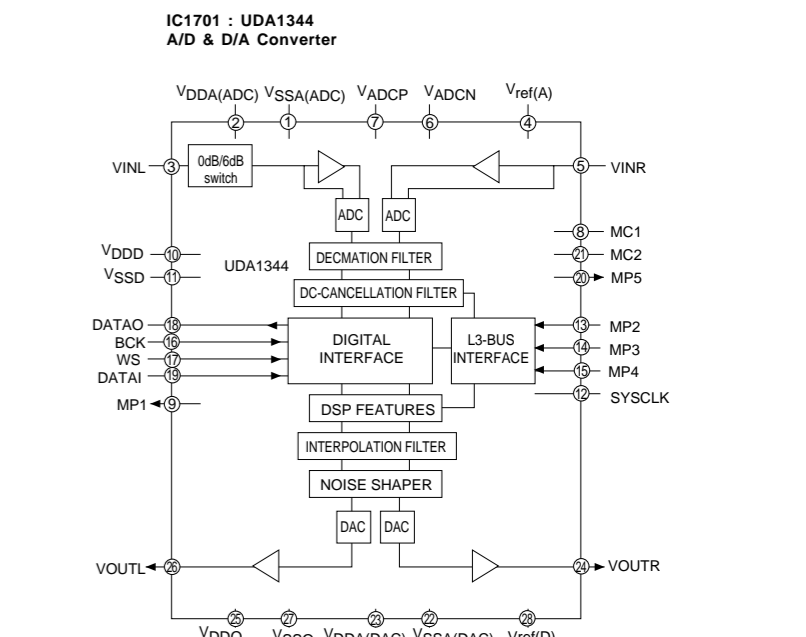 IC1701 : UDA1344
A/D & D/A Converter
VDDA(ADC) VSSA(ADC) VADCP VADCN Vref(A)
2 1 7 6 4
VINL 3 0dB/6dB switch 5 VINR
ADC ADC
8 MC1
VDDD 10 DECMATION FILTER 21 MC2
VSSD 11 UDA1344 20 MP5
DC-CANCELLATION FILTER
DATAO 18 13 MP2
BCK 16 DIGITAL INTERFACE L3-BUS INTERFACE 14 MP3
WS 17
DATAI 19 15 MP4
12 SYSCLK
MP1 9 DSP FEATURES
INTERPOLATION FILTER
NOISE SHAPER
DAC DAC
VOUTL 26 24 VOUTR
25 27 23 22 28
VDDO VSSO VDDA(DAC) VSSA(DAC) Vref(D)